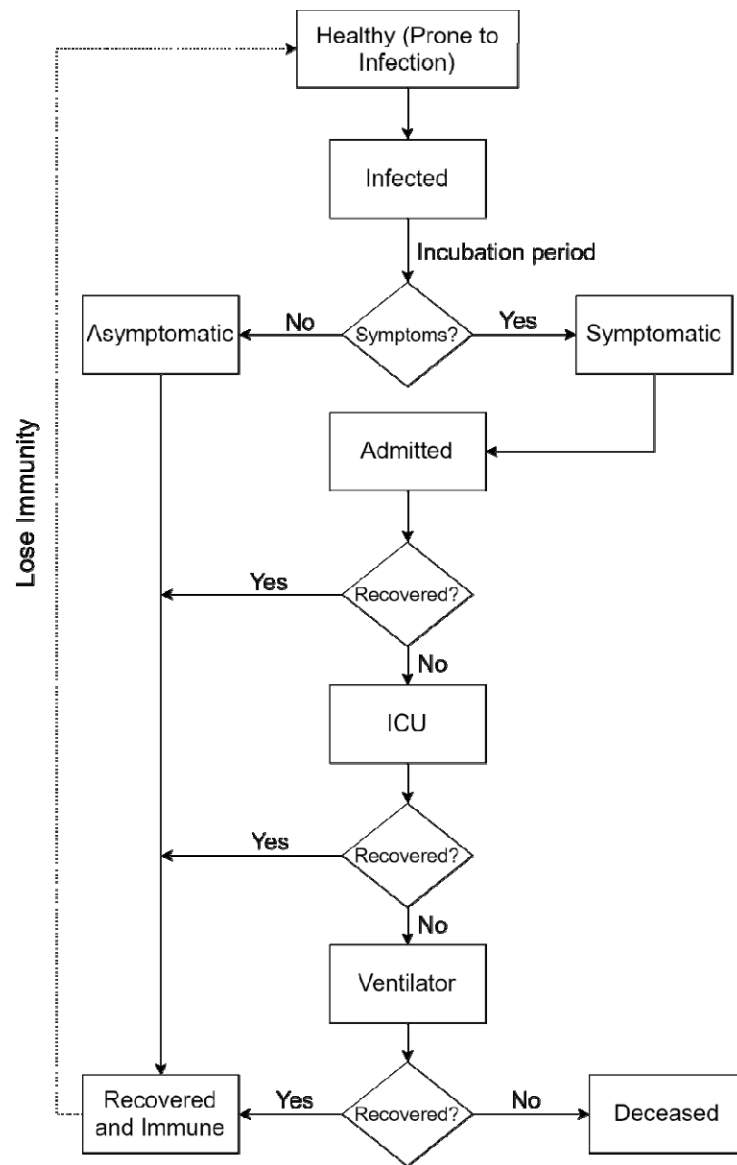 Healthy (Prone to
Infection)
Infected
Incubation period
Asymptomatic
No
Symptoms?
Yes
Symptomatic
Admitted
Lose Immunity
Yes
Recovered?
No
ICU
Yes
Recovered?
No
Ventilator
Recovered
and Immune
Yes
Recovered?
No
Deceased